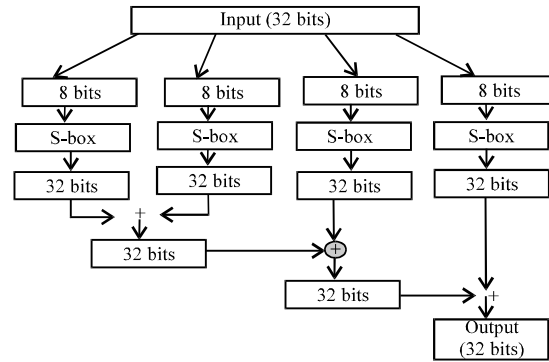 Input (32 bits)
8 bits 8 bits 8 bits 8 bits
S-box S-box S-box S-box
32 bits 32 bits 32 bits 32 bits
+
32 bits +
32 bits +
Output
(32 bits)